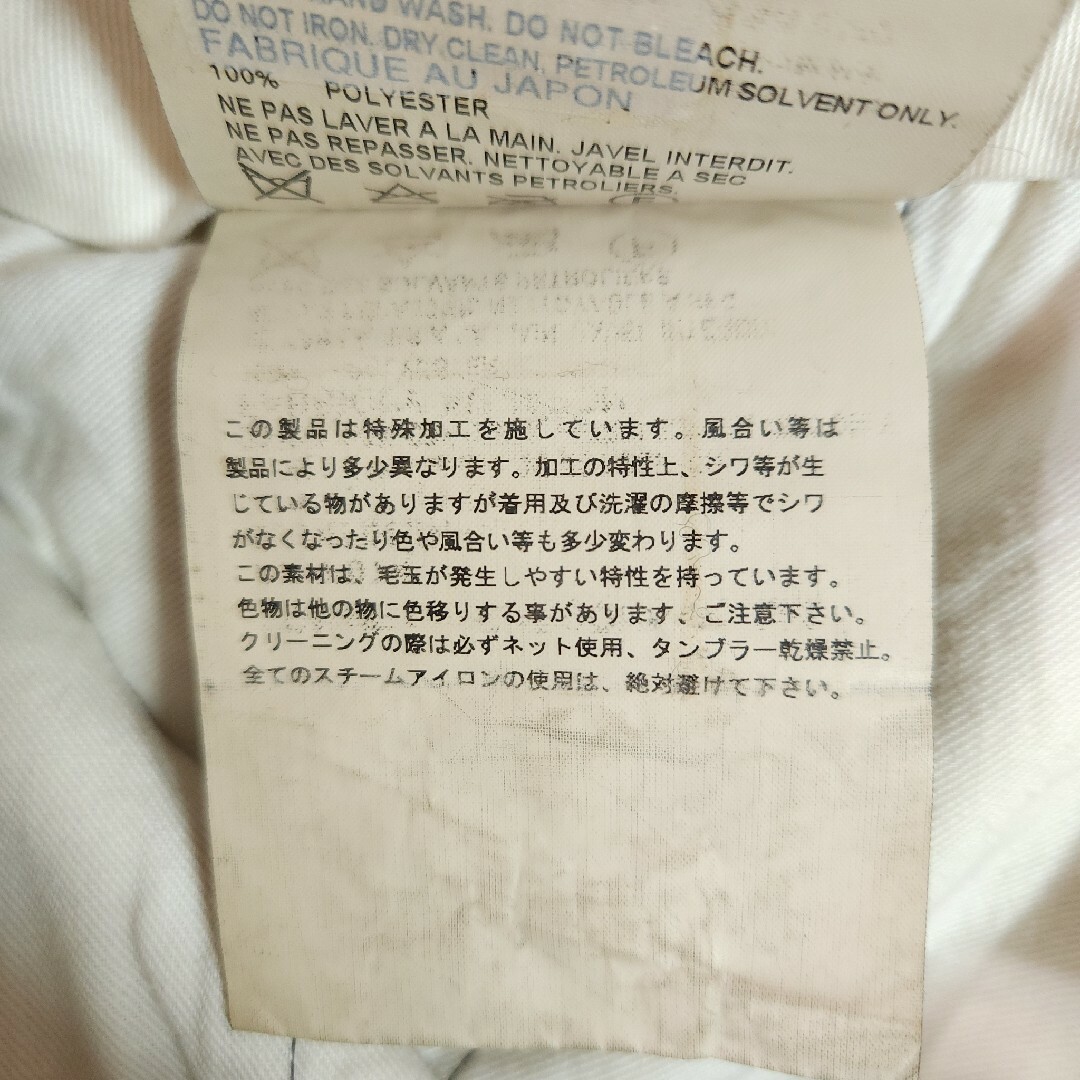 HAND WASH. DO NOT BLEACH.
DO NOT IRON. DRY CLEAN, PETROLEUM SOLVENT ONLY.
FABRIQUE AU JAPON
100% POLYESTER
NE PAS LAVER A LA MAIN. JAVEL INTERDIT.
NE PAS REPASSER. NETTOYABLE A SEC
AVEC DES SOLVANTS PETROLIERS.
この製品は特殊加工を施しています。風合い等は
製品により多少異なります。加工の特性上、シワ等が生
じている物がありますが着用及び洗濯の摩擦等でシワ
がなくなったり色や風合い等も多少変わります。
この素材は、毛玉が発生しやすい特性を持っています。
色物は他の物に色移りする事があります、ご注意下さい。
クリーニングの際は必ずネット使用、タンブラー乾燥禁止。
全てのスチームアイロンの使用は、絶対避けて下さい。